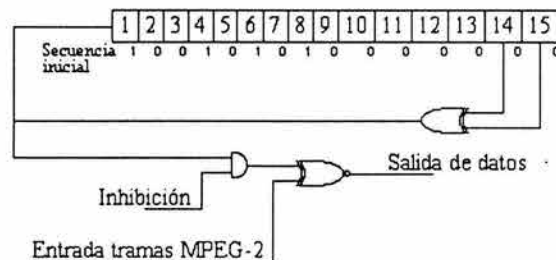 1 2 3 4 5 6 7 8 9 10 11 12 13 14 15
Secuencia inicial 1 0 0 1 0 1 0 1 0 0 0 0 0 0 0
Salida de datos
Inhibición
Entrada tramas MPEG-2